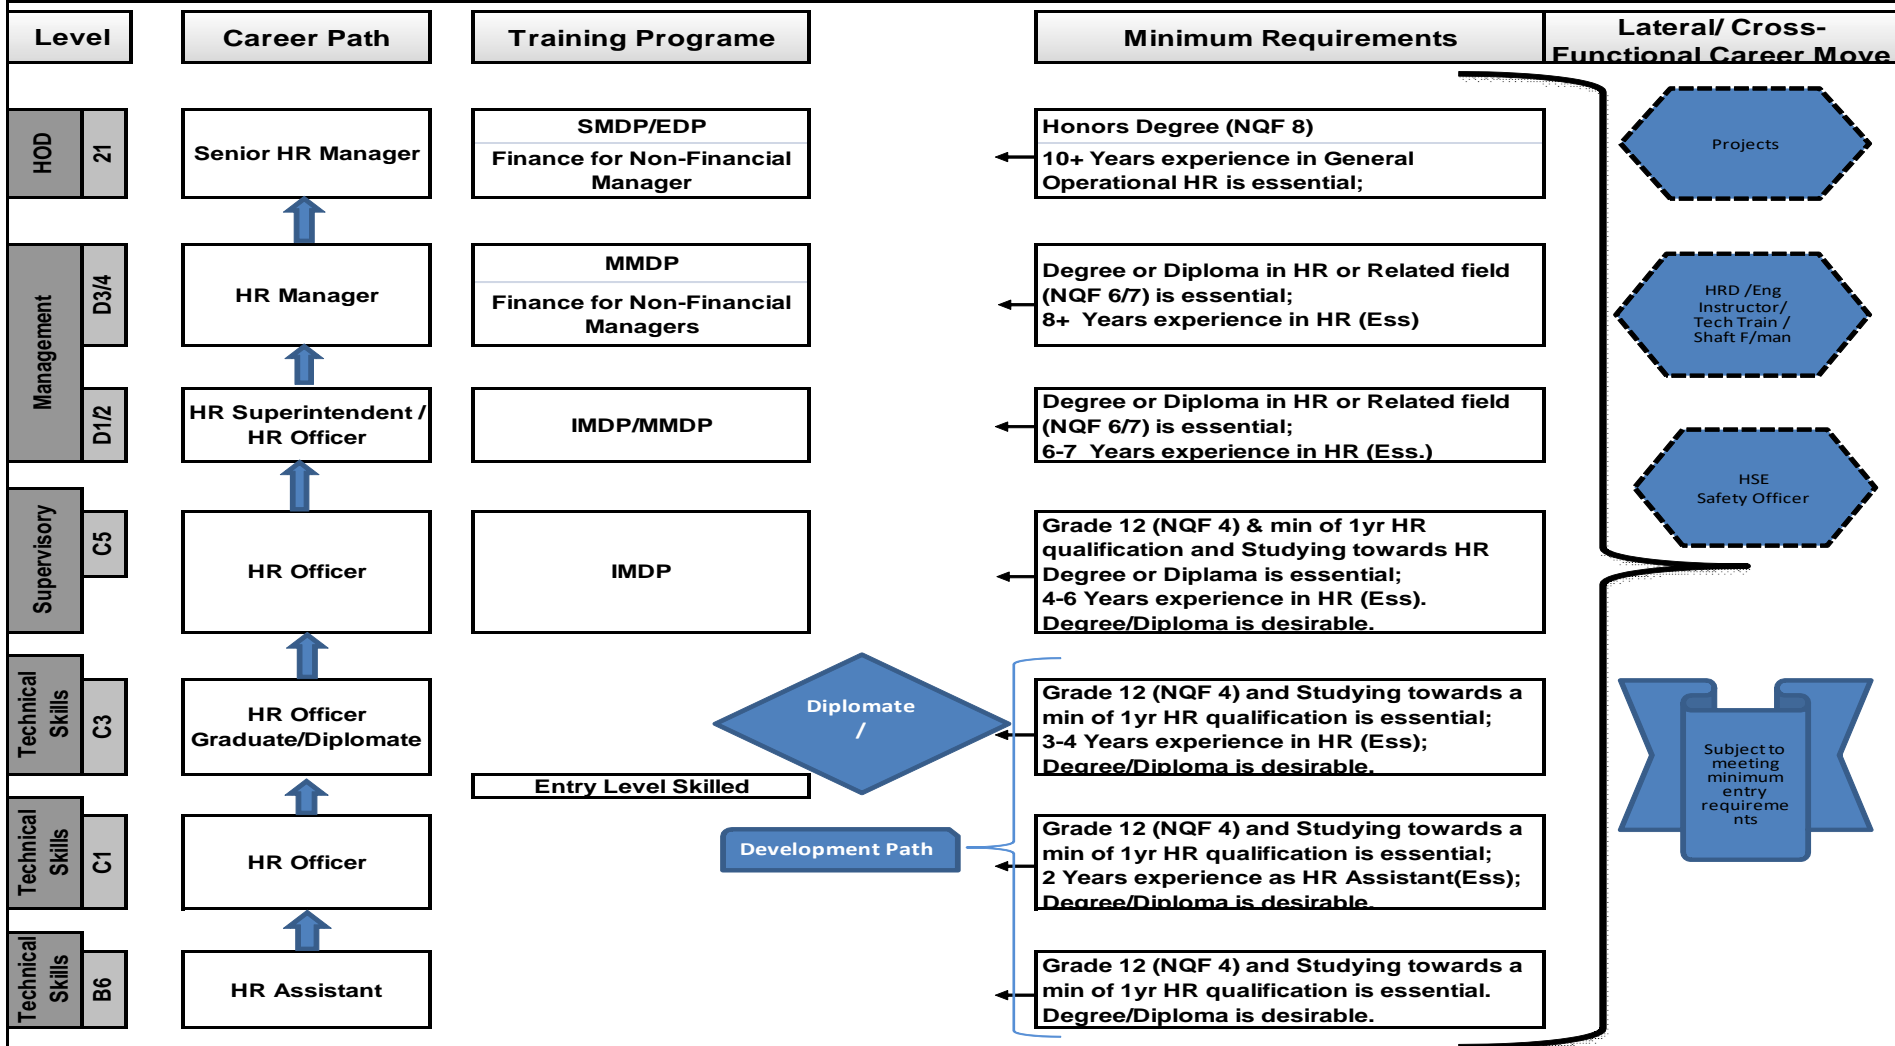 Level
Career Path
Training Programe
Minimum Requirements
Lateral/ Cross-
Functional Career Move
HOD
21
Senior HR Manager
SMDP/EDP
Finance for Non-Financial
Manager
Honors Degree (NQF 8)
10+ Years experience in General
Operational HR is essential;
Projects
Management
D3/4
HR Manager
MMDP
Finance for Non-Financial
Managers
Degree or Diploma in HR or Related field
(NQF 6/7) is essential;
8+ Years experience in HR (Ess)
HRD /Eng
Instructor/
Tech Train /
Shaft F/man
D1/2
HR Superintendent /
HR Officer
IMDP/MMDP
Degree or Diploma in HR or Related field
(NQF 6/7) is essential;
6-7 Years experience in HR (Ess.)
HSE
Safety Officer
Supervisory
C5
HR Officer
IMDP
Grade 12 (NQF 4) & min of 1yr HR
qualification and Studying towards HR
Degree or Diplama is essential;
4-6 Years experience in HR (Ess).
Degree/Diploma is desirable.
Technical
Skills
C3
HR Officer
Graduate/Diplomate
Diplomate
/
Grade 12 (NQF 4) and Studying towards a
min of 1yr HR qualification is essential;
3-4 Years experience in HR (Ess);
Degree/Diploma is desirable.
Entry Level Skilled
Subject to
meeting
minimum
entry
requireme
nts
Technical
Skills
C1
HR Officer
Development Path
Grade 12 (NQF 4) and Studying towards a
min of 1yr HR qualification is essential;
2 Years experience as HR Assistant(Ess);
Degree/Diploma is desirable.
Technical
Skills
B6
HR Assistant
Grade 12 (NQF 4) and Studying towards a
min of 1yr HR qualification is essential.
Degree/Diploma is desirable.